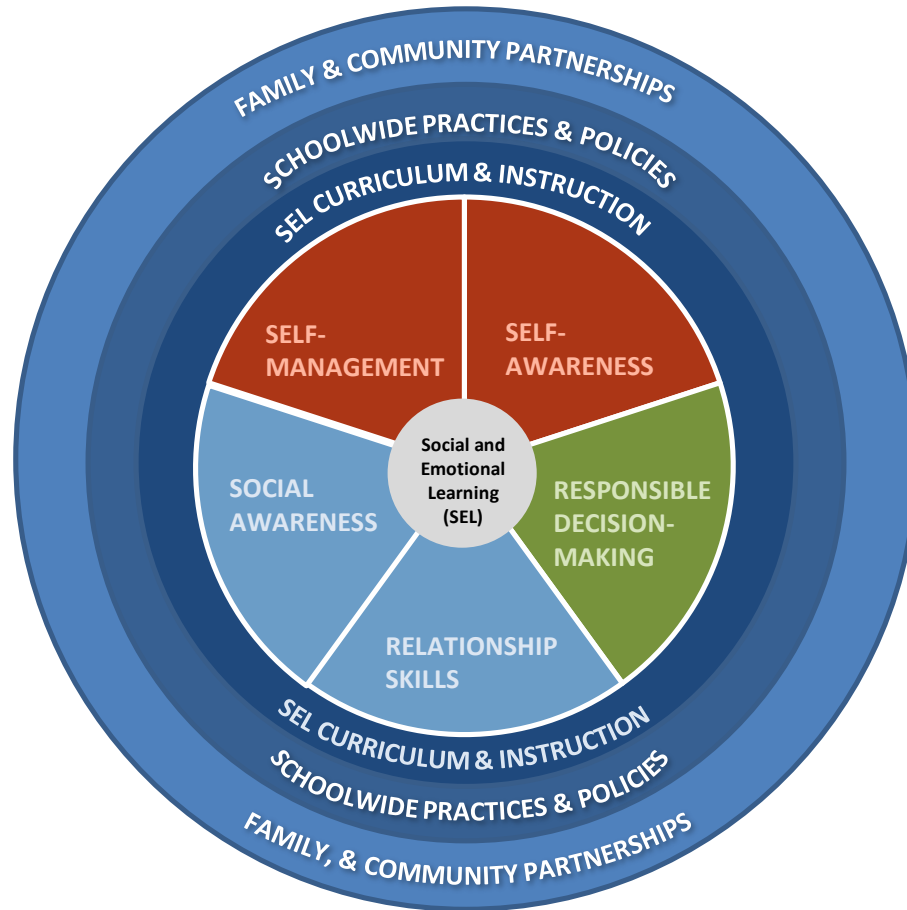 FAMILY & COMMUNITY PARTNERSHIPS
SCHOOLWIDE PRACTICES & POLICIES
SEL CURRICULUM & INSTRUCTION
SELF-
MANAGEMENT
SELF-
AWARENESS
SOCIAL
AWARENESS
Social and
Emotional
Learning
(SEL)
RESPONSIBLE
DECISION-
MAKING
RELATIONSHIP
SKILLS
SEL CURRICULUM & INSTRUCTION
SCHOOLWIDE PRACTICES & POLICIES
FAMILY, & COMMUNITY PARTNERSHIPS